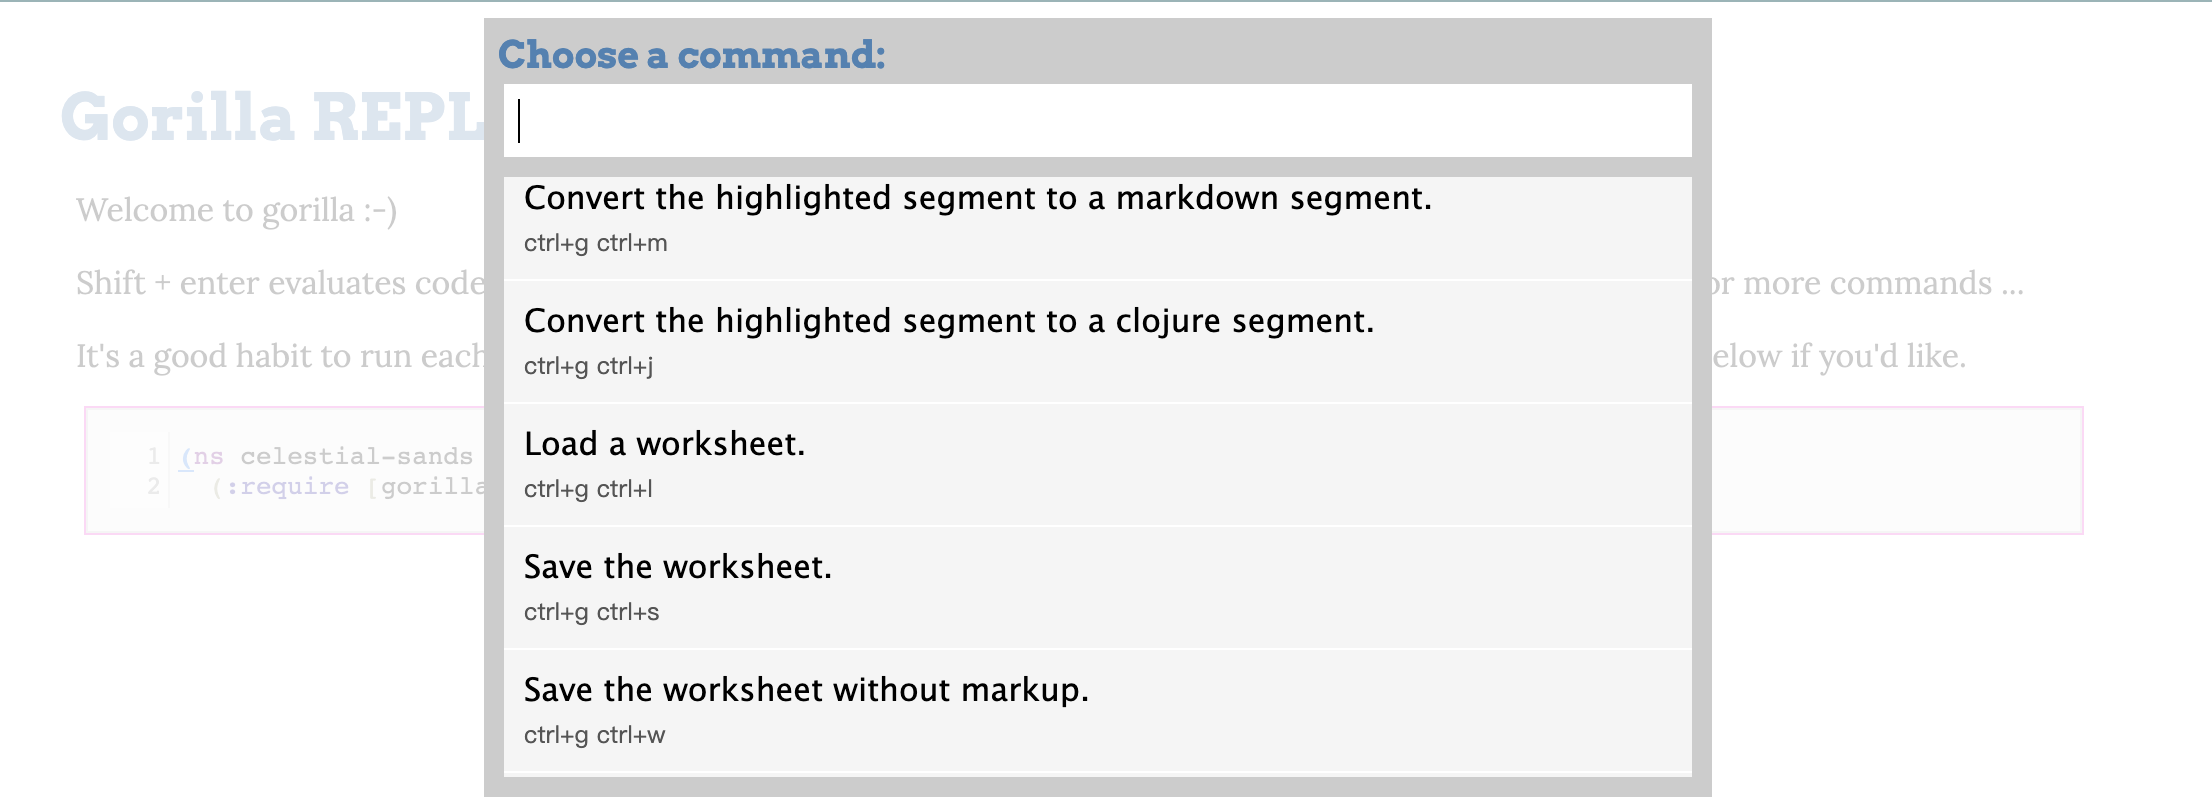 Choose a command:
Gorilla REPL
Convert the highlighted segment to a markdown segment.
ctrl+g ctrl+m
Convert the highlighted segment to a clojure segment.
ctrl+g ctrl+j
Load a worksheet.
ctrl+g ctrl+l
Save the worksheet.
ctrl+g ctrl+s
Save the worksheet without markup.
ctrl+g ctrl+w
Welcome to gorilla :-)
Shift + enter evaluates code
or more commands ...
It's a good habit to run each
elow if you'd like.
1 (ns celestial-sands
2 (:require [gorilla